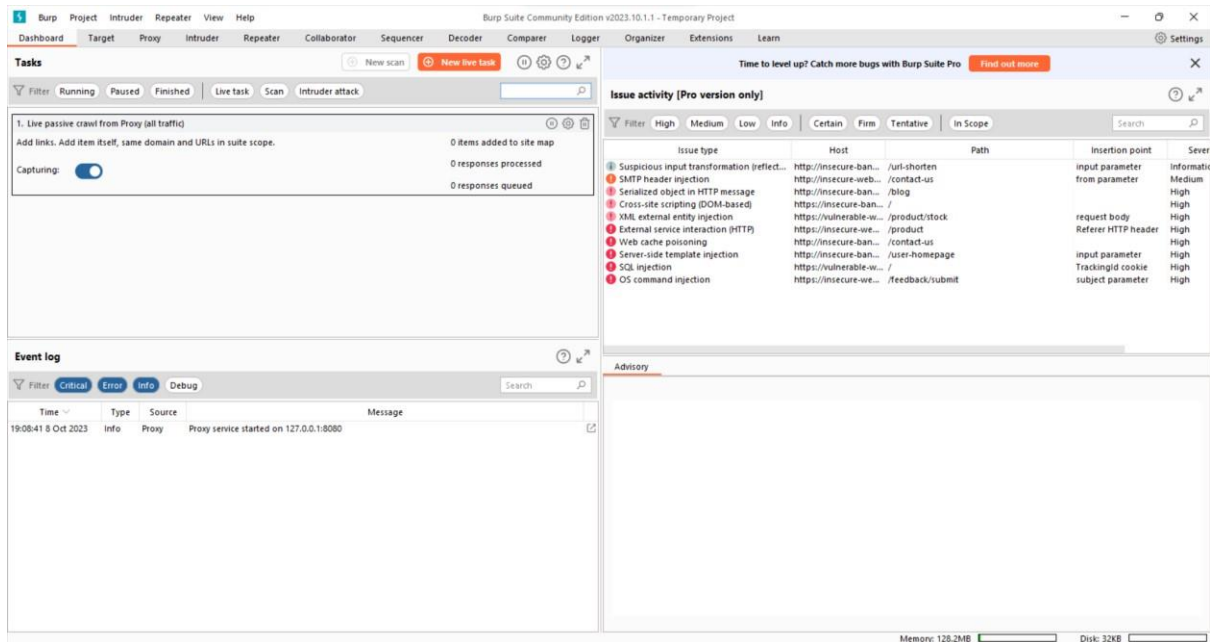 Burp Project Intruder Repeater View Help Burp Suite Community Edition v2023.10.1.1 - Temporary Project
Dashboard Target Proxy Intruder Repeater Collaborator Sequencer Decoder Comparer Logger Organizer Extensions Learn Settings
Tasks New scan New live task
Filter Running Paused Finished Live task Scan Intruder attack
1. Live passive crawl from Proxy (all traffic)
Add links. Add item itself, same domain and URLs in suite scope. 0 items added to site map
Capturing: 0 responses processed
0 responses queued
Event log
Filter Critical Error Info Debug Search
Time Type Source Message
19:08:41 8 Oct 2023 Info Proxy Proxy service started on 127.0.0.1:8080
Time to level up? Catch more bugs with Burp Suite Pro Find out more
Issue activity [Pro version only]
Filter High Medium Low Info Certain Firm Tentative In Scope Search
Issue type Host Path Insertion point Sever
Suspicious input transformation (reflect... http://insecure-ban... /url-shorten input parameter Informatic
SMTP header injection http://insecure-web... /contact-us from parameter Medium
Serialized object in HTTP message http://insecure-ban... /blog High
Cross-site scripting (DOM-based) https://insecure-ban... / High
XML external entity injection https://vulnerable-w... /product/stock request body High
External service interaction (HTTP) https://insecure-we... /product Referer HTTP header High
Web cache poisoning http://insecure-ban... /contact-us High
Server-side template injection http://insecure-ban... /user-homepage input parameter High
SQL injection https://vulnerable-w... / TrackingId cookie High
OS command injection https://insecure-we... /feedback/submit subject parameter High
Advisory
Memory: 128.2MB Disk: 32KB